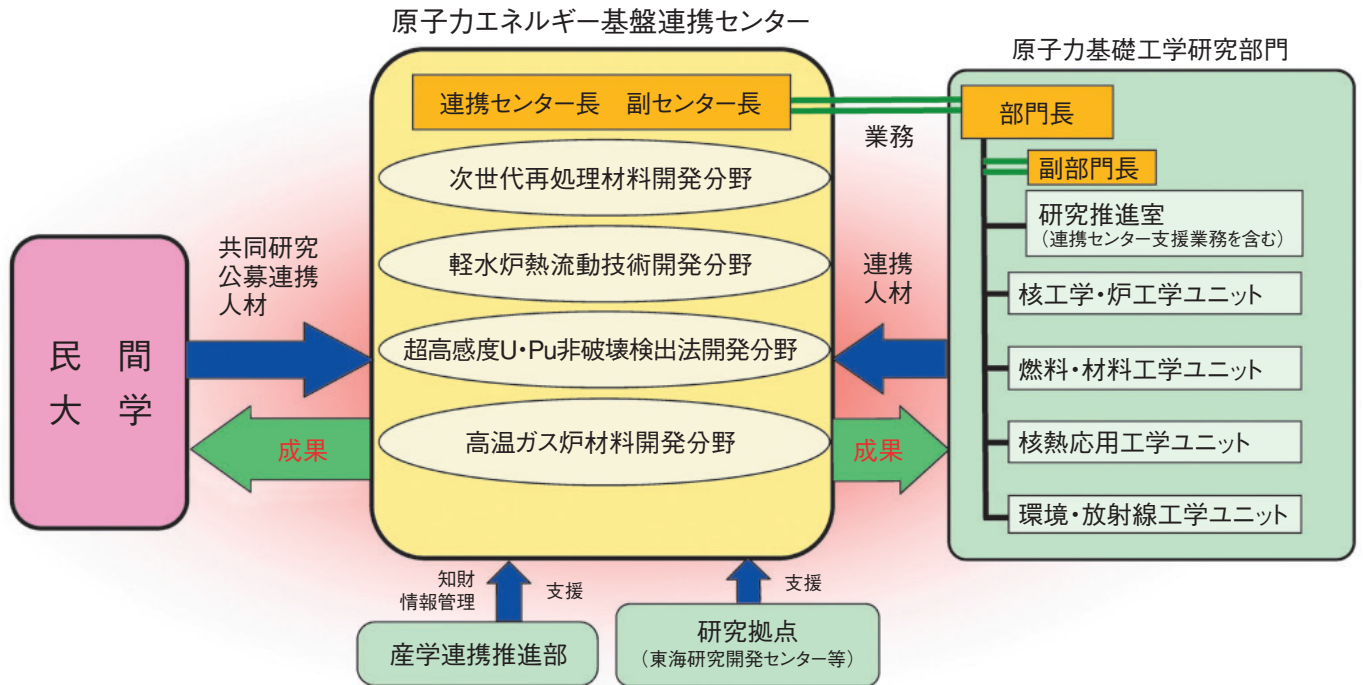 原子力エネルギー基盤連携センター
連携センター長　副センター長
次世代再処理材料開発分野
軽水炉熱流動技術開発分野
超高感度U・Pu非破壊検出法開発分野
高温ガス炉材料開発分野
民　間
大　学
共同研究
公募連携
人材
成果
業務
連携
人材
成果
原子力基礎工学研究部門
部門長
副部門長
研究推進室
（連携センター支援業務を含む）
核工学・炉工学ユニット
燃料・材料工学ユニット
核熱応用工学ユニット
環境・放射線工学ユニット
知財
情報管理
支援
産学連携推進部
支援
研究拠点
（東海研究開発センター等）